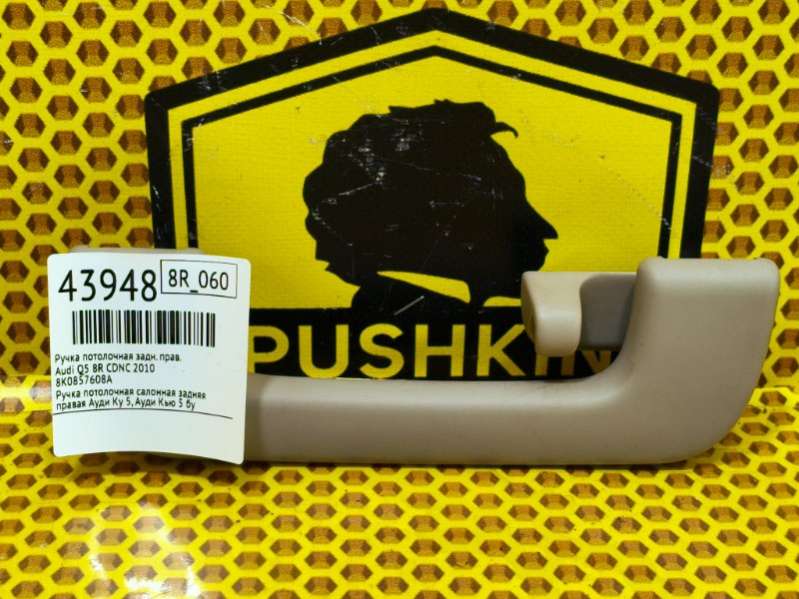 43948
8R_060
Ручка потолочная задн. прав.
Audi Q5 8R CDNC 2010
8K0857608A
Ручка потолочная салонная задняя
правая Ауди Ку 5, Ауди Кью 5 бу
PUSHKIN